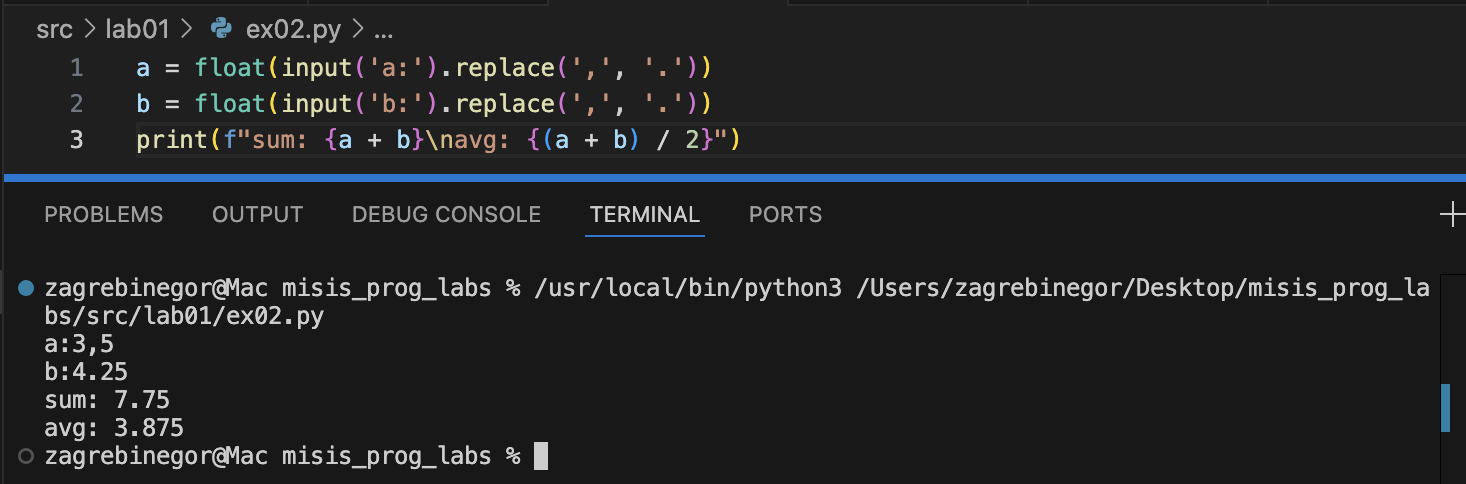 src > lab01 > ex02.py > ...
1 a = float(input('a:').replace(',', '.'))
2 b = float(input('b:').replace(',', '.'))
3 print(f"sum: {a + b}\navg: {(a + b) / 2}")
PROBLEMS OUTPUT DEBUG CONSOLE TERMINAL PORTS
zagrebinegor@Mac misis_prog_labs % /usr/local/bin/python3 /Users/zagrebinegor/Desktop/misis_prog_la
bs/src/lab01/ex02.py
a:3,5
b:4.25
sum: 7.75
avg: 3.875
zagrebinegor@Mac misis_prog_labs %